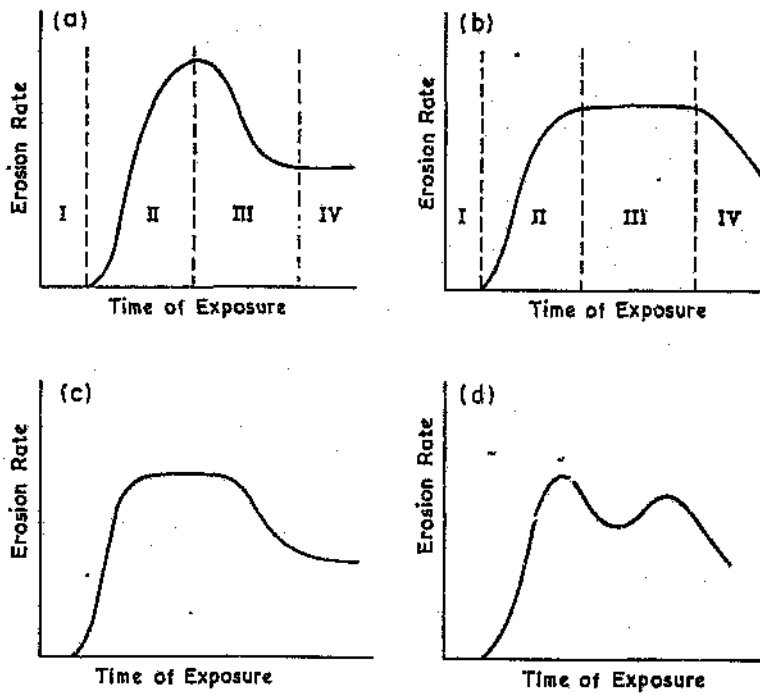 (a)
Erosion Rate
I II III IV
Time of Exposure
(b)
Erosion Rate
I II III IV
Time of Exposure
(c)
Erosion Rate
Time of Exposure
(d)
Erosion Rate
Time of Exposure